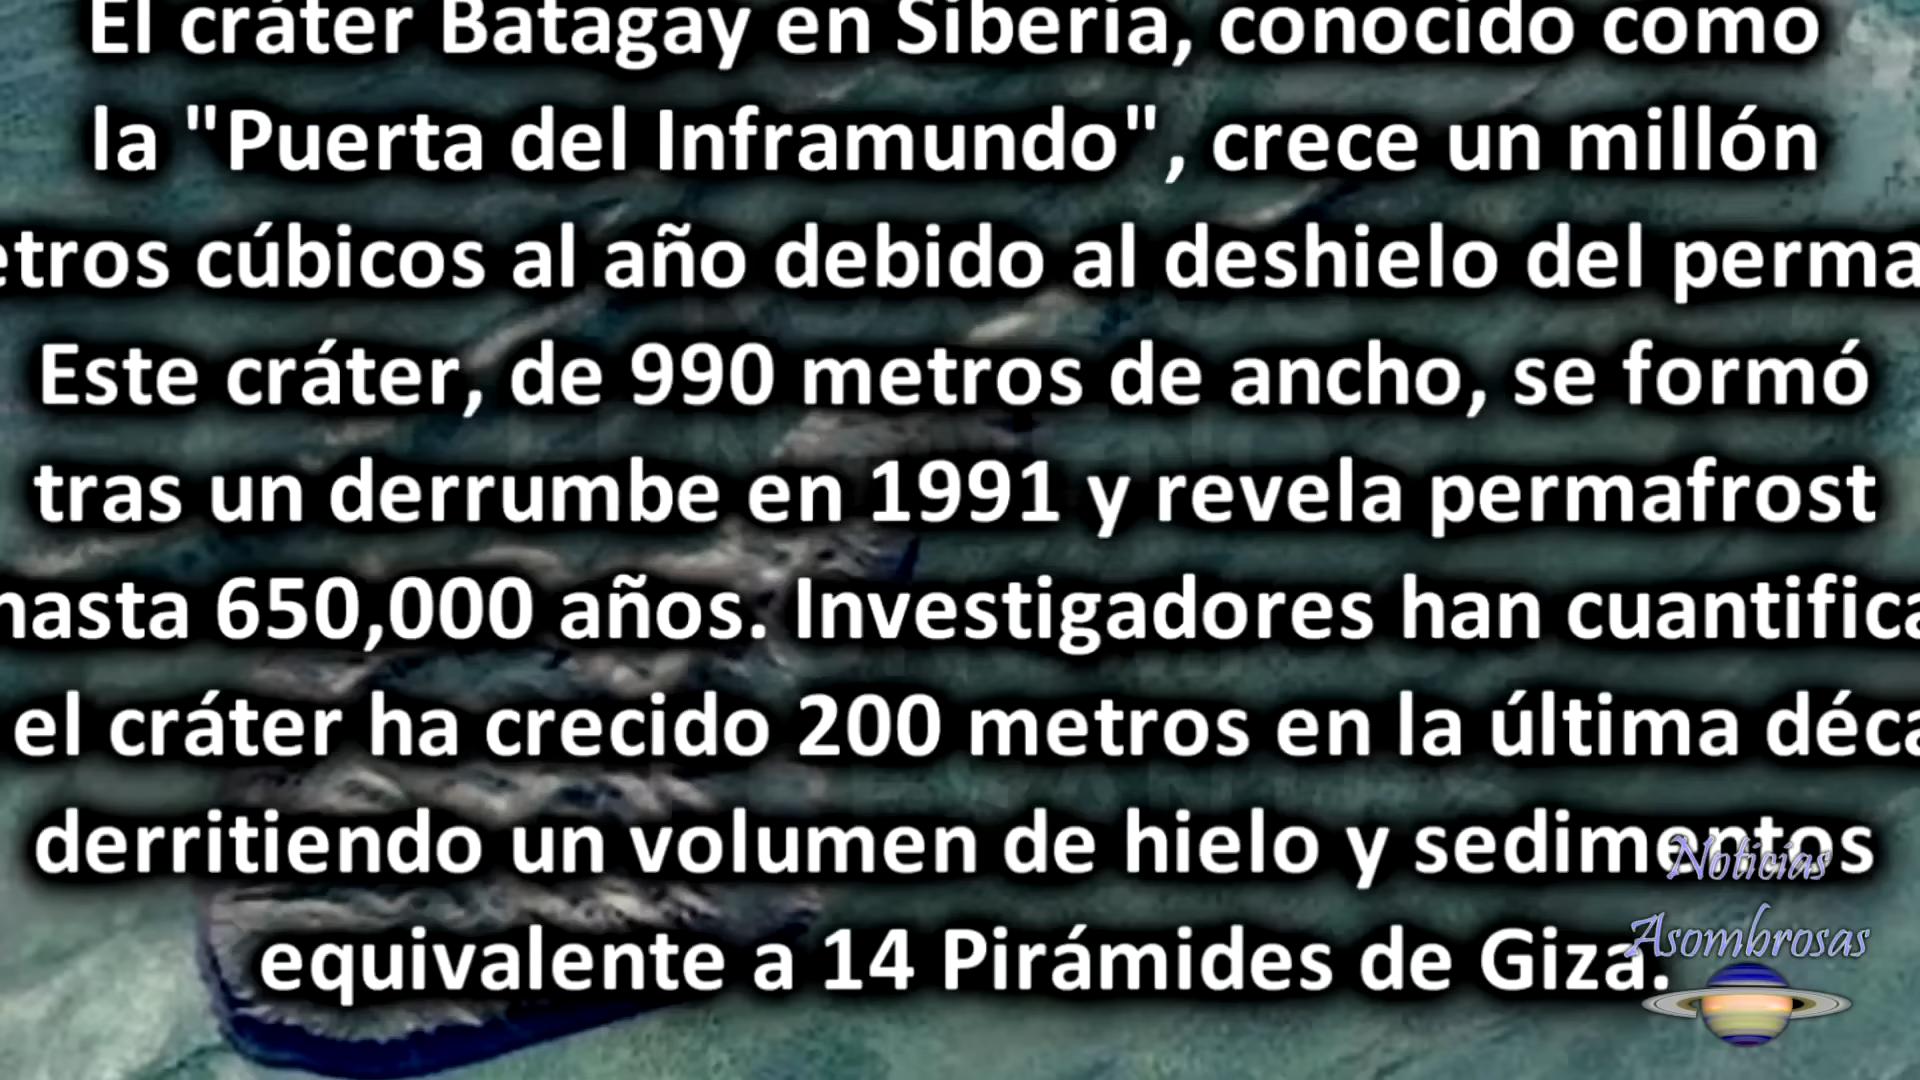 El cráter Batagay en Siberia, conocido como
la "Puerta del Inframundo", crece un millón
etros cúbicos al año debido al deshielo del perma
Este cráter, de 990 metros de ancho, se formó
tras un derrumbe en 1991 y revela permafrost
hasta 650,000 años. Investigadores han cuantifica
el cráter ha crecido 200 metros en la última déca
derritiendo un volumen de hielo y sedimentos
equivalente a 14 Pirámides de Giza.
Noticias
Asombrosas